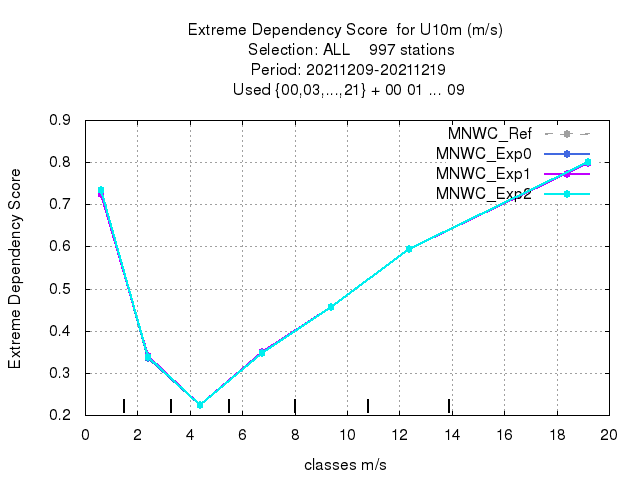 Extreme Dependency Score  for U10m (m/s)
Selection: ALL    997 stations
Period: 20211209-20211219
Used {00,03,...,21} + 00 01 ... 09
Extreme Dependency Score
0.9
0.8
0.7
0.6
0.5
0.4
0.3
0.2
MNWC_Ref
MNWC_Exp0
MNWC_Exp1
MNWC_Exp2
0 2 4 6 8 10 12 14 16 18 20
classes m/s